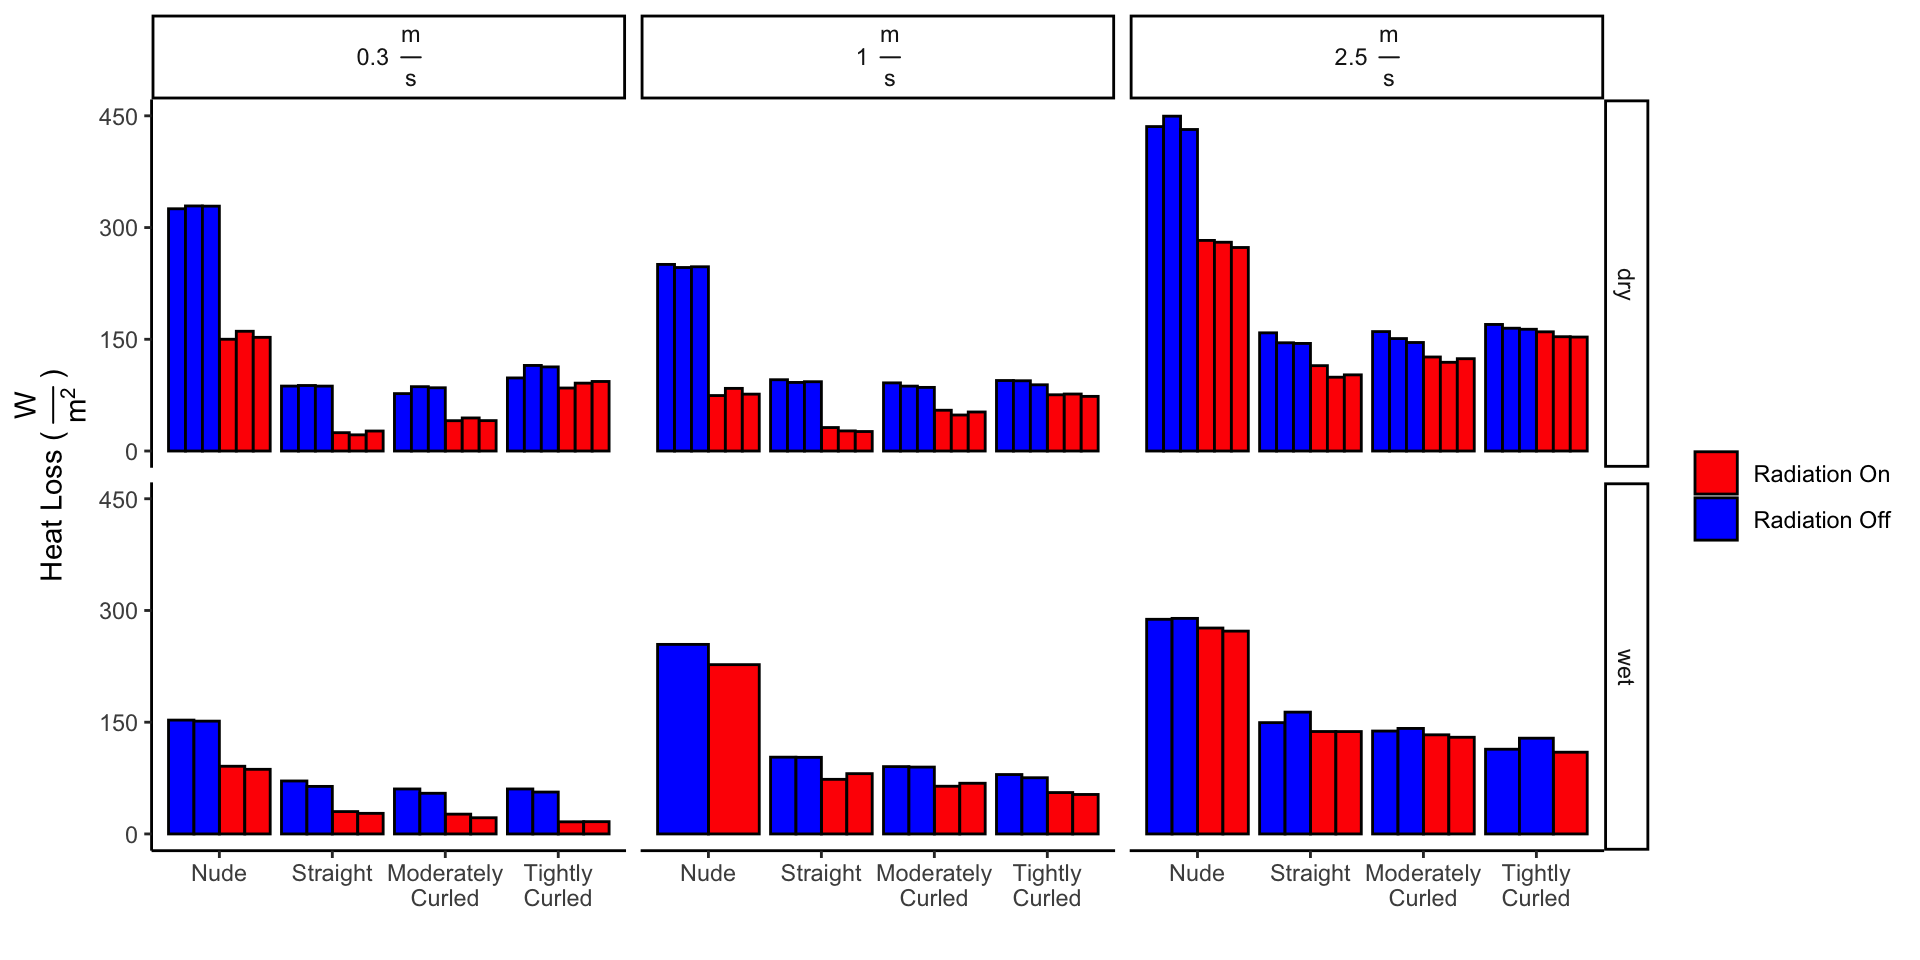 0.3 m/s
1 m/s
2.5 m/s
450
300
150
0
dry
450
300
150
0
wet
Heat Loss ( W/m² )
Nude
Straight
Moderately
Curled
Tightly
Curled
Nude
Straight
Moderately
Curled
Tightly
Curled
Nude
Straight
Moderately
Curled
Tightly
Curled
Radiation On
Radiation Off